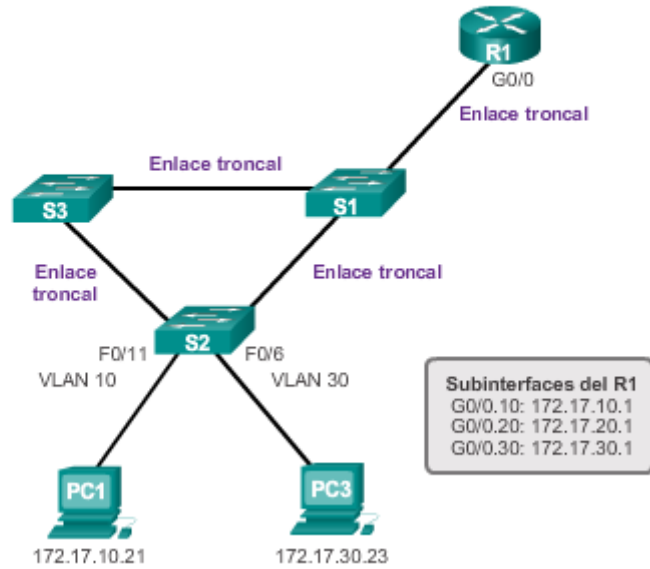 R1
G0/0
Enlace troncal
Enlace troncal
S3
S1
Enlace
troncal
Enlace troncal
S2
F0/11
F0/6
VLAN 10
VLAN 30
Subinterfaces del R1
G0/0.10: 172.17.10.1
G0/0.20: 172.17.20.1
G0/0.30: 172.17.30.1
PC1
PC3
172.17.10.21
172.17.30.23